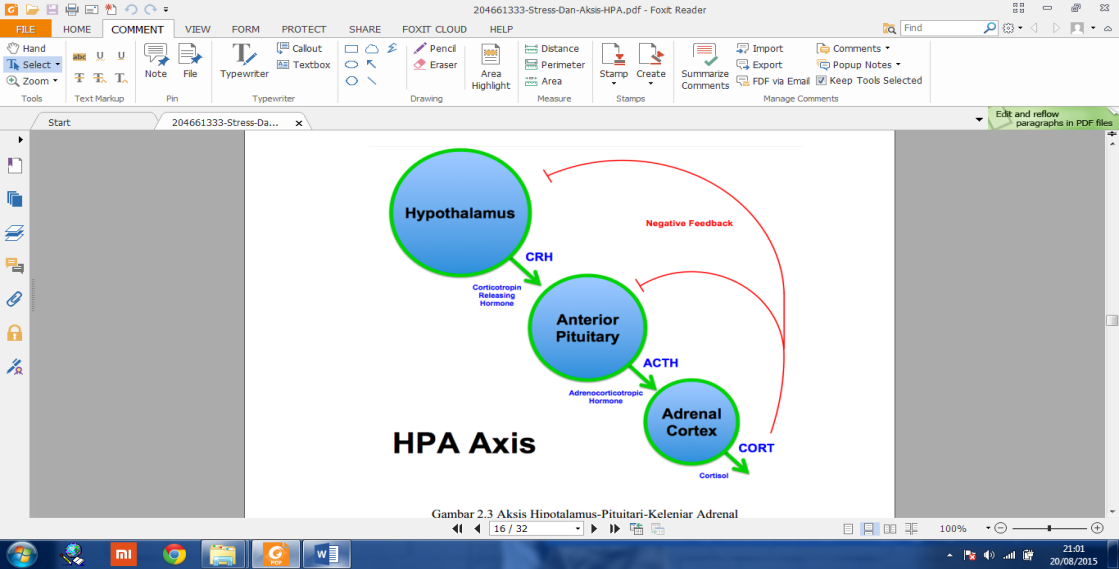 204661333-Stress-Dan-Aksis-HPA.pdf - Foxit Reader
FILE HOME COMMENT VIEW FORM PROTECT SHARE FOXIT CLOUD HELP
Find
Hand
Select
Zoom
Tools
abc U U
T T T
Text Markup
Note
File
Pin
Typewriter
Callout
Textbox
Typewriter
Pencil
Eraser
Area
Highlight
Drawing
Distance
Perimeter
Area
Measure
Stamp
Create
Stamps
Summarize
Comments
Import
Export
FDF via Email
Comments
Popup Notes
Keep Tools Selected
Manage Comments
Start
204661333-Stress-Da...
Edit and reflow
paragraphs in PDF files
Hypothalamus
Negative Feedback
CRH
Corticotropin
Releasing
Hormone
Anterior
Pituitary
ACTH
Adrenocorticotropic
Hormone
Adrenal
Cortex
HPA Axis
CORT
Cortisol
Gambar 2.3 Aksis Hipotalamus-Pituitari-Kelenjar Adrenal
16 / 32
100%
mi
PDF
W
21:01
20/08/2015